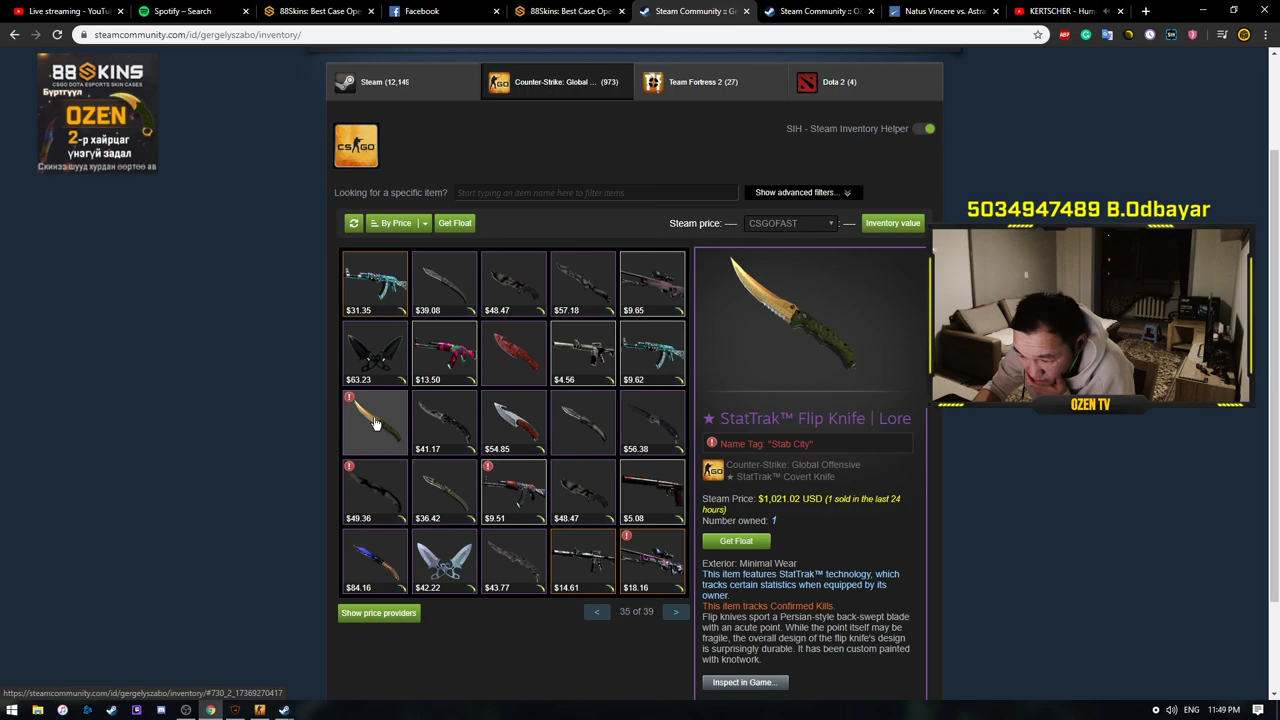 Live streaming - YouTu
Spotify – Search
88Skins: Best Case Ope
Facebook
88Skins: Best Case Ope
Steam Community :: Ge
Steam Community :: OZ
Natus Vincere vs. Astra
KERTSCHER - Hum
steamcommunity.com/id/gergelyszabo/inventory/
88SKINS
CSGO DOTA ESPORTS SKIN CASES
Бүртгүүл
OZEN
2-р хайрцаг
үнэгүй задал
Скинээ шууд хурдан өөртөө ав
Steam (12,149
Counter-Strike: Global ... (973)
Team Fortress 2 (27)
Dota 2 (4)
CS GO
SIH - Steam Inventory Helper
Looking for a specific item?
Start typing an item name here to filter items
Show advanced filters...
By Price
Get Float
Steam price: —
CSGOFAST
: —
Inventory value
5034947489 B.Odbayar
$31.35
$39.08
$48.47
$57.18
$9.65
$63.23
$13.50
$4.56
$9.62
$41.17
$54.85
$56.38
$49.36
$36.42
$9.51
$48.47
$5.08
$84.16
$42.22
$43.77
$14.61
$18.16
Show price providers
<
35 of 39
>
★ StatTrak™ Flip Knife | Lore
Name Tag: "Stab City"
Counter-Strike: Global Offensive
★ StatTrak™ Covert Knife
Steam Price: $1,021.02 USD (1 sold in the last 24
hours)
Number owned: 1
Get Float
Exterior: Minimal Wear
This item features StatTrak™ technology, which
tracks certain statistics when equipped by its
owner.
This item tracks Confirmed Kills.
Flip knives sport a Persian-style back-swept blade
with an acute point. While the point itself may be
fragile, the overall design of the flip knife's design
is surprisingly durable. It has been custom painted
with knotwork.
Inspect in Game...
OZEN TV
https://steamcommunity.com/id/gergelyszabo/inventory/#730_2_17369270417
ENG
11:49 PM